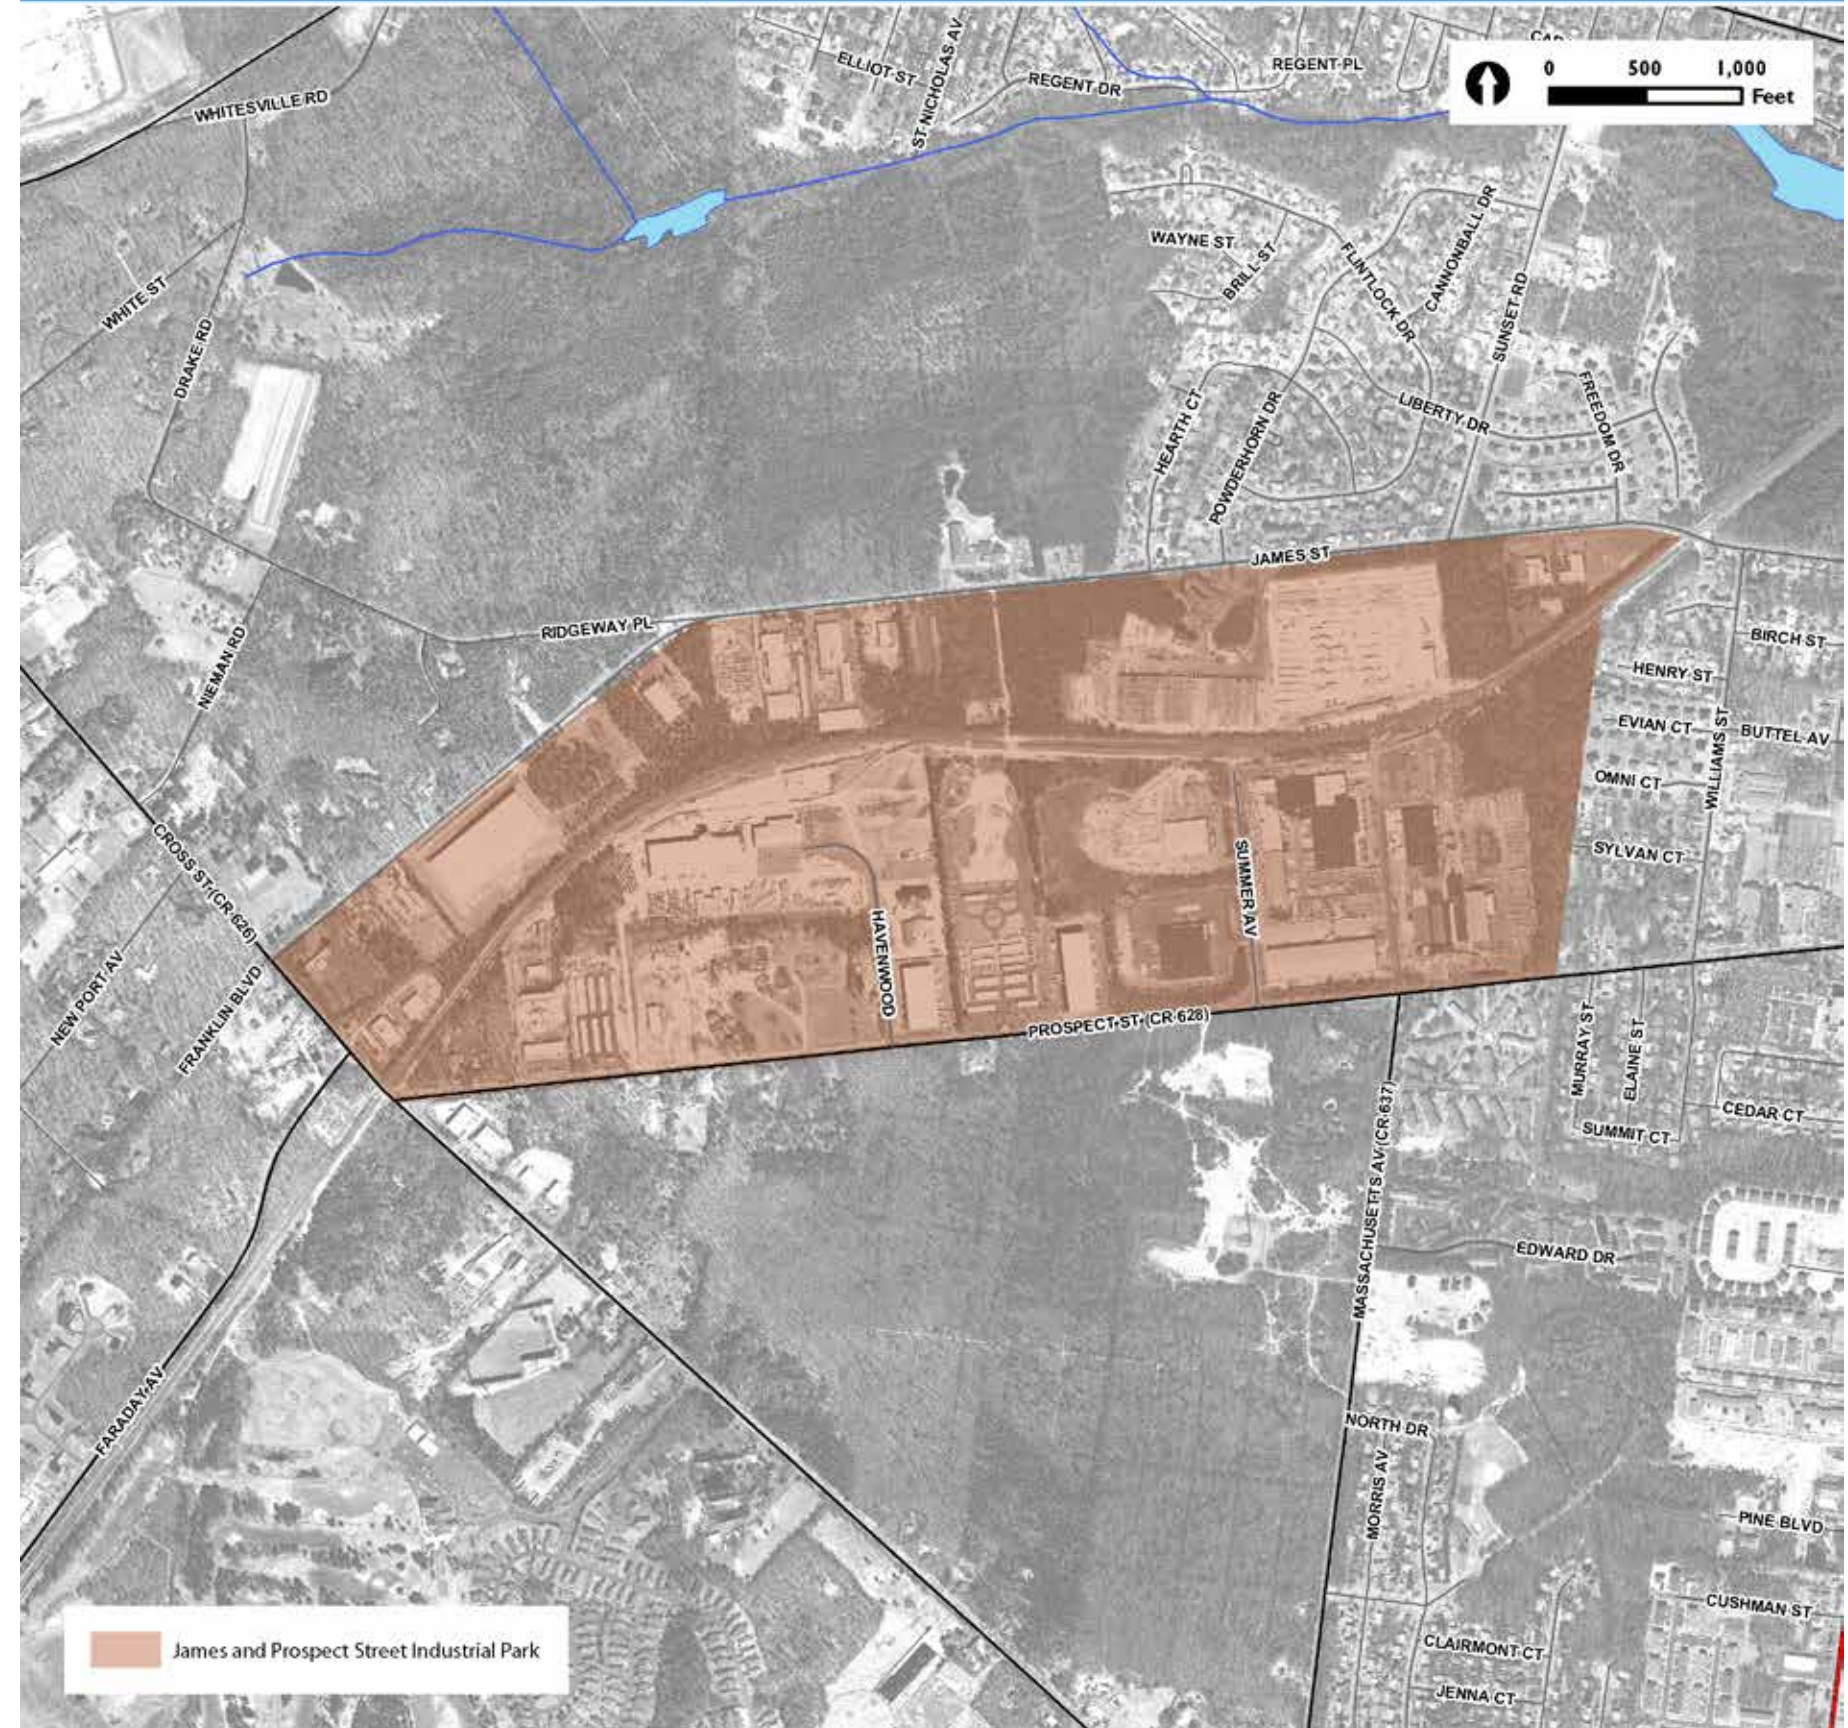 CAR
0 500 1,000
Feet
ELLIOT ST
ST NICHOLAS AV
REGENT DR
REGENT PL
WHITESVILLE RD
WHITE ST
DRAKE RD
WAYNE ST
BRILL ST
FLINTLOCK DR
CANNONBALL DR
SUNSET RD
HEARTH CT
POWDERHORN DR
LIBERTY DR
FREEDOM DR
JAMES ST
RIDGEWAY PL
NIEMAN RD
BIRCH ST
HENRY ST
EVIAN CT
BUTTEL AV
OMNI CT
WILLIAMS ST
SYLVAN CT
CROSS ST (CR 626)
SUMMER AV
HAVENWOOD
NEW PORT AV
FRANKLIN BLVD
PROSPECT ST (CR 628)
MURRAY ST
ELAINE ST
CEDAR CT
SUMMIT CT
MASSACHUSETTS AV (CR 637)
EDWARD DR
FARADAY AV
NORTH DR
MORRIS AV
PINE BLVD
CUSHMAN ST
CLAIRMONT CT
JENNA CT
James and Prospect Street Industrial Park